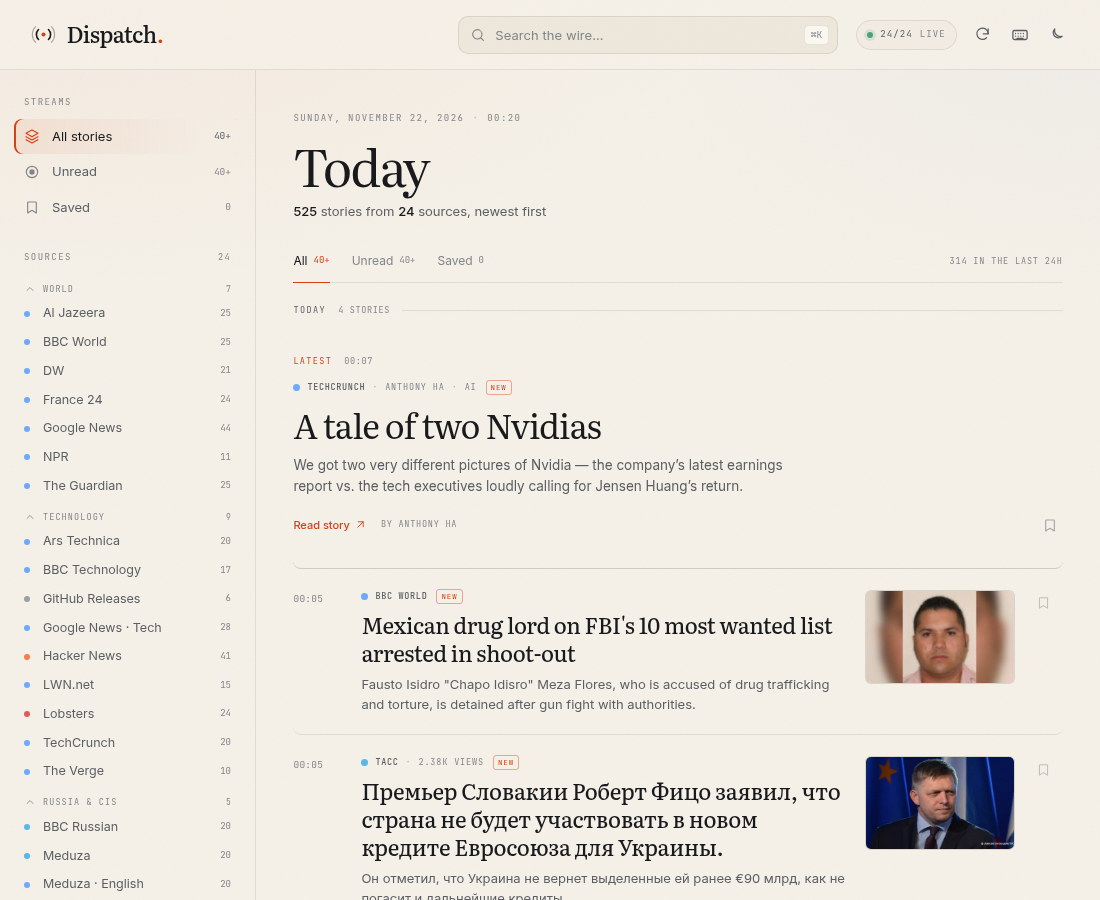 Dispatch.
Search the wire...
⌘K
24/24 LIVE
STREAMS
All stories 40+
Unread 40+
Saved 0
SOURCES 24
WORLD 7
Al Jazeera 25
BBC World 25
DW 21
France 24 24
Google News 44
NPR 11
The Guardian 25
TECHNOLOGY 9
Ars Technica 20
BBC Technology 17
GitHub Releases 6
Google News · Tech 28
Hacker News 41
LWN.net 15
Lobsters 24
TechCrunch 20
The Verge 10
RUSSIA & CIS 5
BBC Russian 20
Meduza 20
Meduza · English 20
SUNDAY, NOVEMBER 22, 2026 · 00:20
Today
525 stories from 24 sources, newest first
All 40+ Unread 40+ Saved 0
314 IN THE LAST 24H
TODAY 4 STORIES
LATEST 00:07
TECHCRUNCH · ANTHONY HA · AI NEW
A tale of two Nvidias
We got two very different pictures of Nvidia — the company’s latest earnings
report vs. the tech executives loudly calling for Jensen Huang’s return.
Read story BY ANTHONY HA
00:05
BBC WORLD NEW
Mexican drug lord on FBI's 10 most wanted list
arrested in shoot-out
Fausto Isidro "Chapo Idisro" Meza Flores, who is accused of drug trafficking
and torture, is detained after gun fight with authorities.
00:05
ТАСС · 2.38K VIEWS NEW
Премьер Словакии Роберт Фицо заявил, что
страна не будет участвовать в новом
кредите Евросоюза для Украины.
Он отметил, что Украина не вернет выделенные ей ранее €90 млрд, как не
погасит и дальнейшие кредиты.